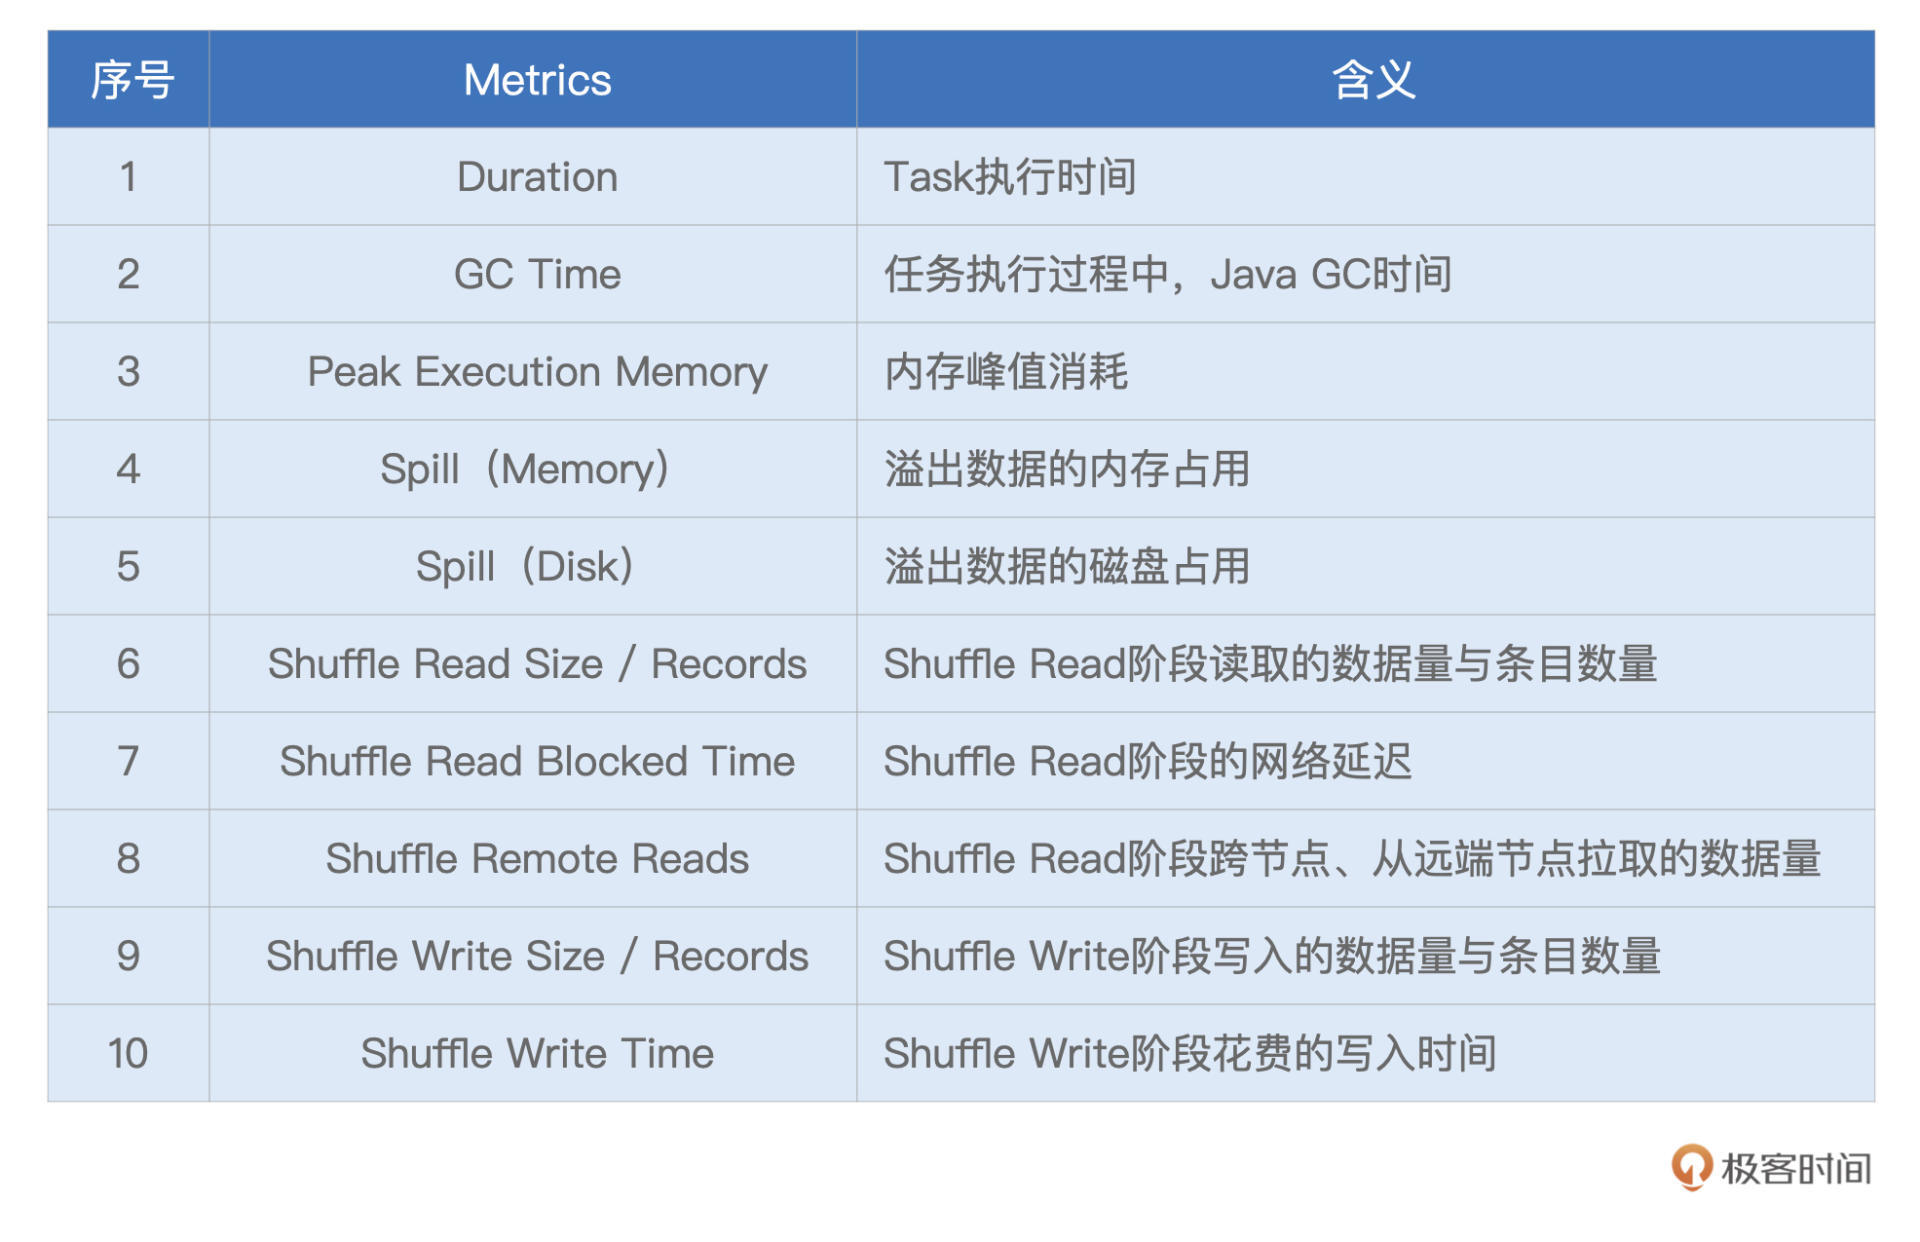 序号 Metrics 含义
1 Duration Task执行时间
2 GC Time 任务执行过程中，Java GC时间
3 Peak Execution Memory 内存峰值消耗
4 Spill（Memory） 溢出数据的内存占用
5 Spill（Disk） 溢出数据的磁盘占用
6 Shuffle Read Size / Records Shuffle Read阶段读取的数据量与条目数量
7 Shuffle Read Blocked Time Shuffle Read阶段的网络延迟
8 Shuffle Remote Reads Shuffle Read阶段跨节点、从远端节点拉取的数据量
9 Shuffle Write Size / Records Shuffle Write阶段写入的数据量与条目数量
10 Shuffle Write Time Shuffle Write阶段花费的写入时间
极客时间